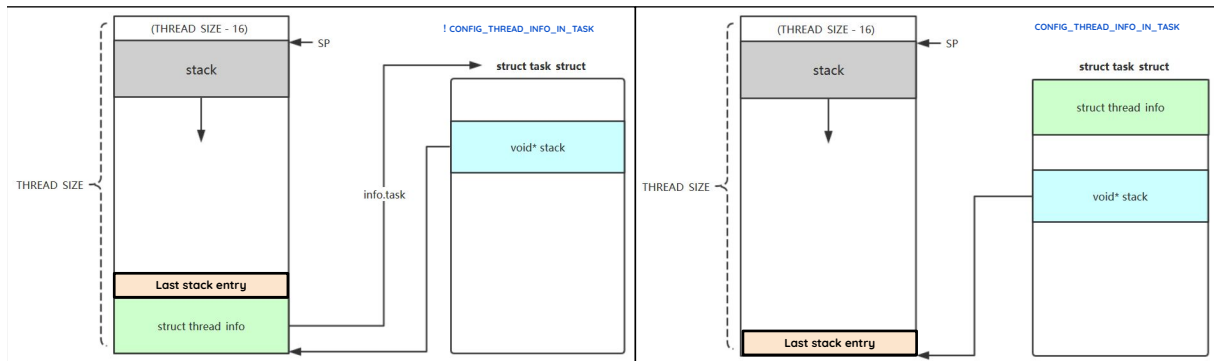 (THREAD SIZE - 16)
SP
stack
! CONFIG_THREAD_INFO_IN_TASK
struct task struct
void* stack
THREAD SIZE
info.task
Last stack entry
struct thread info
(THREAD SIZE - 16)
SP
stack
CONFIG_THREAD_INFO_IN_TASK
struct task struct
struct thread info
THREAD SIZE
void* stack
Last stack entry